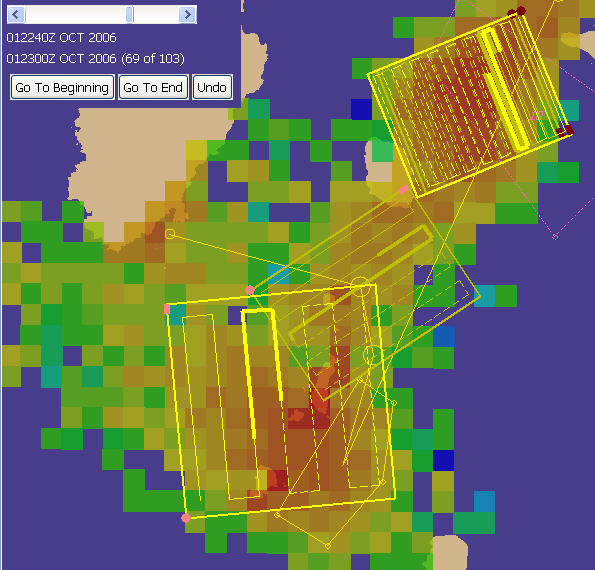 012240Z OCT 2006
012300Z OCT 2006 (69 of 103)
Go To Beginning Go To End Undo